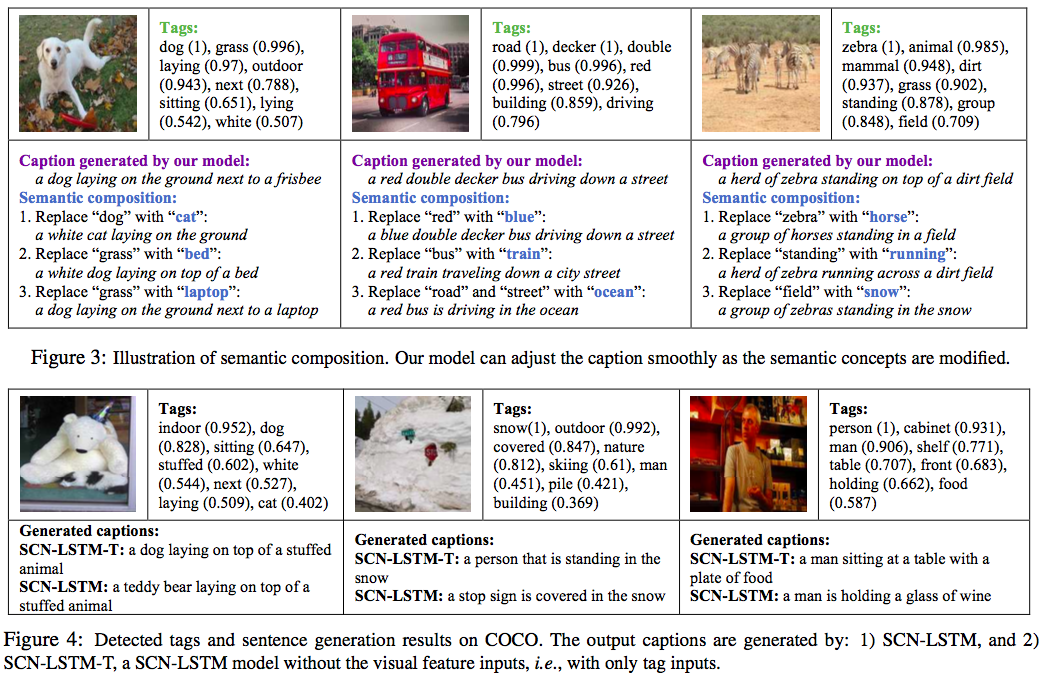 Tags:
dog (1), grass (0.996),
laying (0.97), outdoor
(0.943), next (0.788),
sitting (0.651), lying
(0.542), white (0.507)
Tags:
road (1), decker (1), double
(0.999), bus (0.996), red
(0.996), street (0.926),
building (0.859), driving
(0.796)
Tags:
zebra (1), animal (0.985),
mammal (0.948), dirt
(0.937), grass (0.902),
standing (0.878), group
(0.848), field (0.709)
Caption generated by our model:
a dog laying on the ground next to a frisbee
Semantic composition:
1. Replace “dog” with “cat”:
a white cat laying on the ground
2. Replace “grass” with “bed”:
a white dog laying on top of a bed
3. Replace “grass” with “laptop”:
a dog laying on the ground next to a laptop
Caption generated by our model:
a red double decker bus driving down a street
Semantic composition:
1. Replace “red” with “blue”:
a blue double decker bus driving down a street
2. Replace “bus” with “train”:
a red train traveling down a city street
3. Replace “road” and “street” with “ocean”:
a red bus is driving in the ocean
Caption generated by our model:
a herd of zebra standing on top of a dirt field
Semantic composition:
1. Replace “zebra” with “horse”:
a group of horses standing in a field
2. Replace “standing” with “running”:
a herd of zebra running across a dirt field
3. Replace “field” with “snow”:
a group of zebras standing in the snow
Figure 3: Illustration of semantic composition. Our model can adjust the caption smoothly as the semantic concepts are modified.
Tags:
indoor (0.952), dog
(0.828), sitting (0.647),
stuffed (0.602), white
(0.544), next (0.527),
laying (0.509), cat (0.402)
Tags:
snow(1), outdoor (0.992),
covered (0.847), nature
(0.812), skiing (0.61), man
(0.451), pile (0.421),
building (0.369)
Tags:
person (1), cabinet (0.931),
man (0.906), shelf (0.771),
table (0.707), front (0.683),
holding (0.662), food
(0.587)
Generated captions:
SCN-LSTM-T: a dog laying on top of a stuffed
animal
SCN-LSTM: a teddy bear laying on top of a
stuffed animal
Generated captions:
SCN-LSTM-T: a person that is standing in the
snow
SCN-LSTM: a stop sign is covered in the snow
Generated captions:
SCN-LSTM-T: a man sitting at a table with a
plate of food
SCN-LSTM: a man is holding a glass of wine
Figure 4: Detected tags and sentence generation results on COCO. The output captions are generated by: 1) SCN-LSTM, and 2)
SCN-LSTM-T, a SCN-LSTM model without the visual feature inputs, i.e., with only tag inputs.